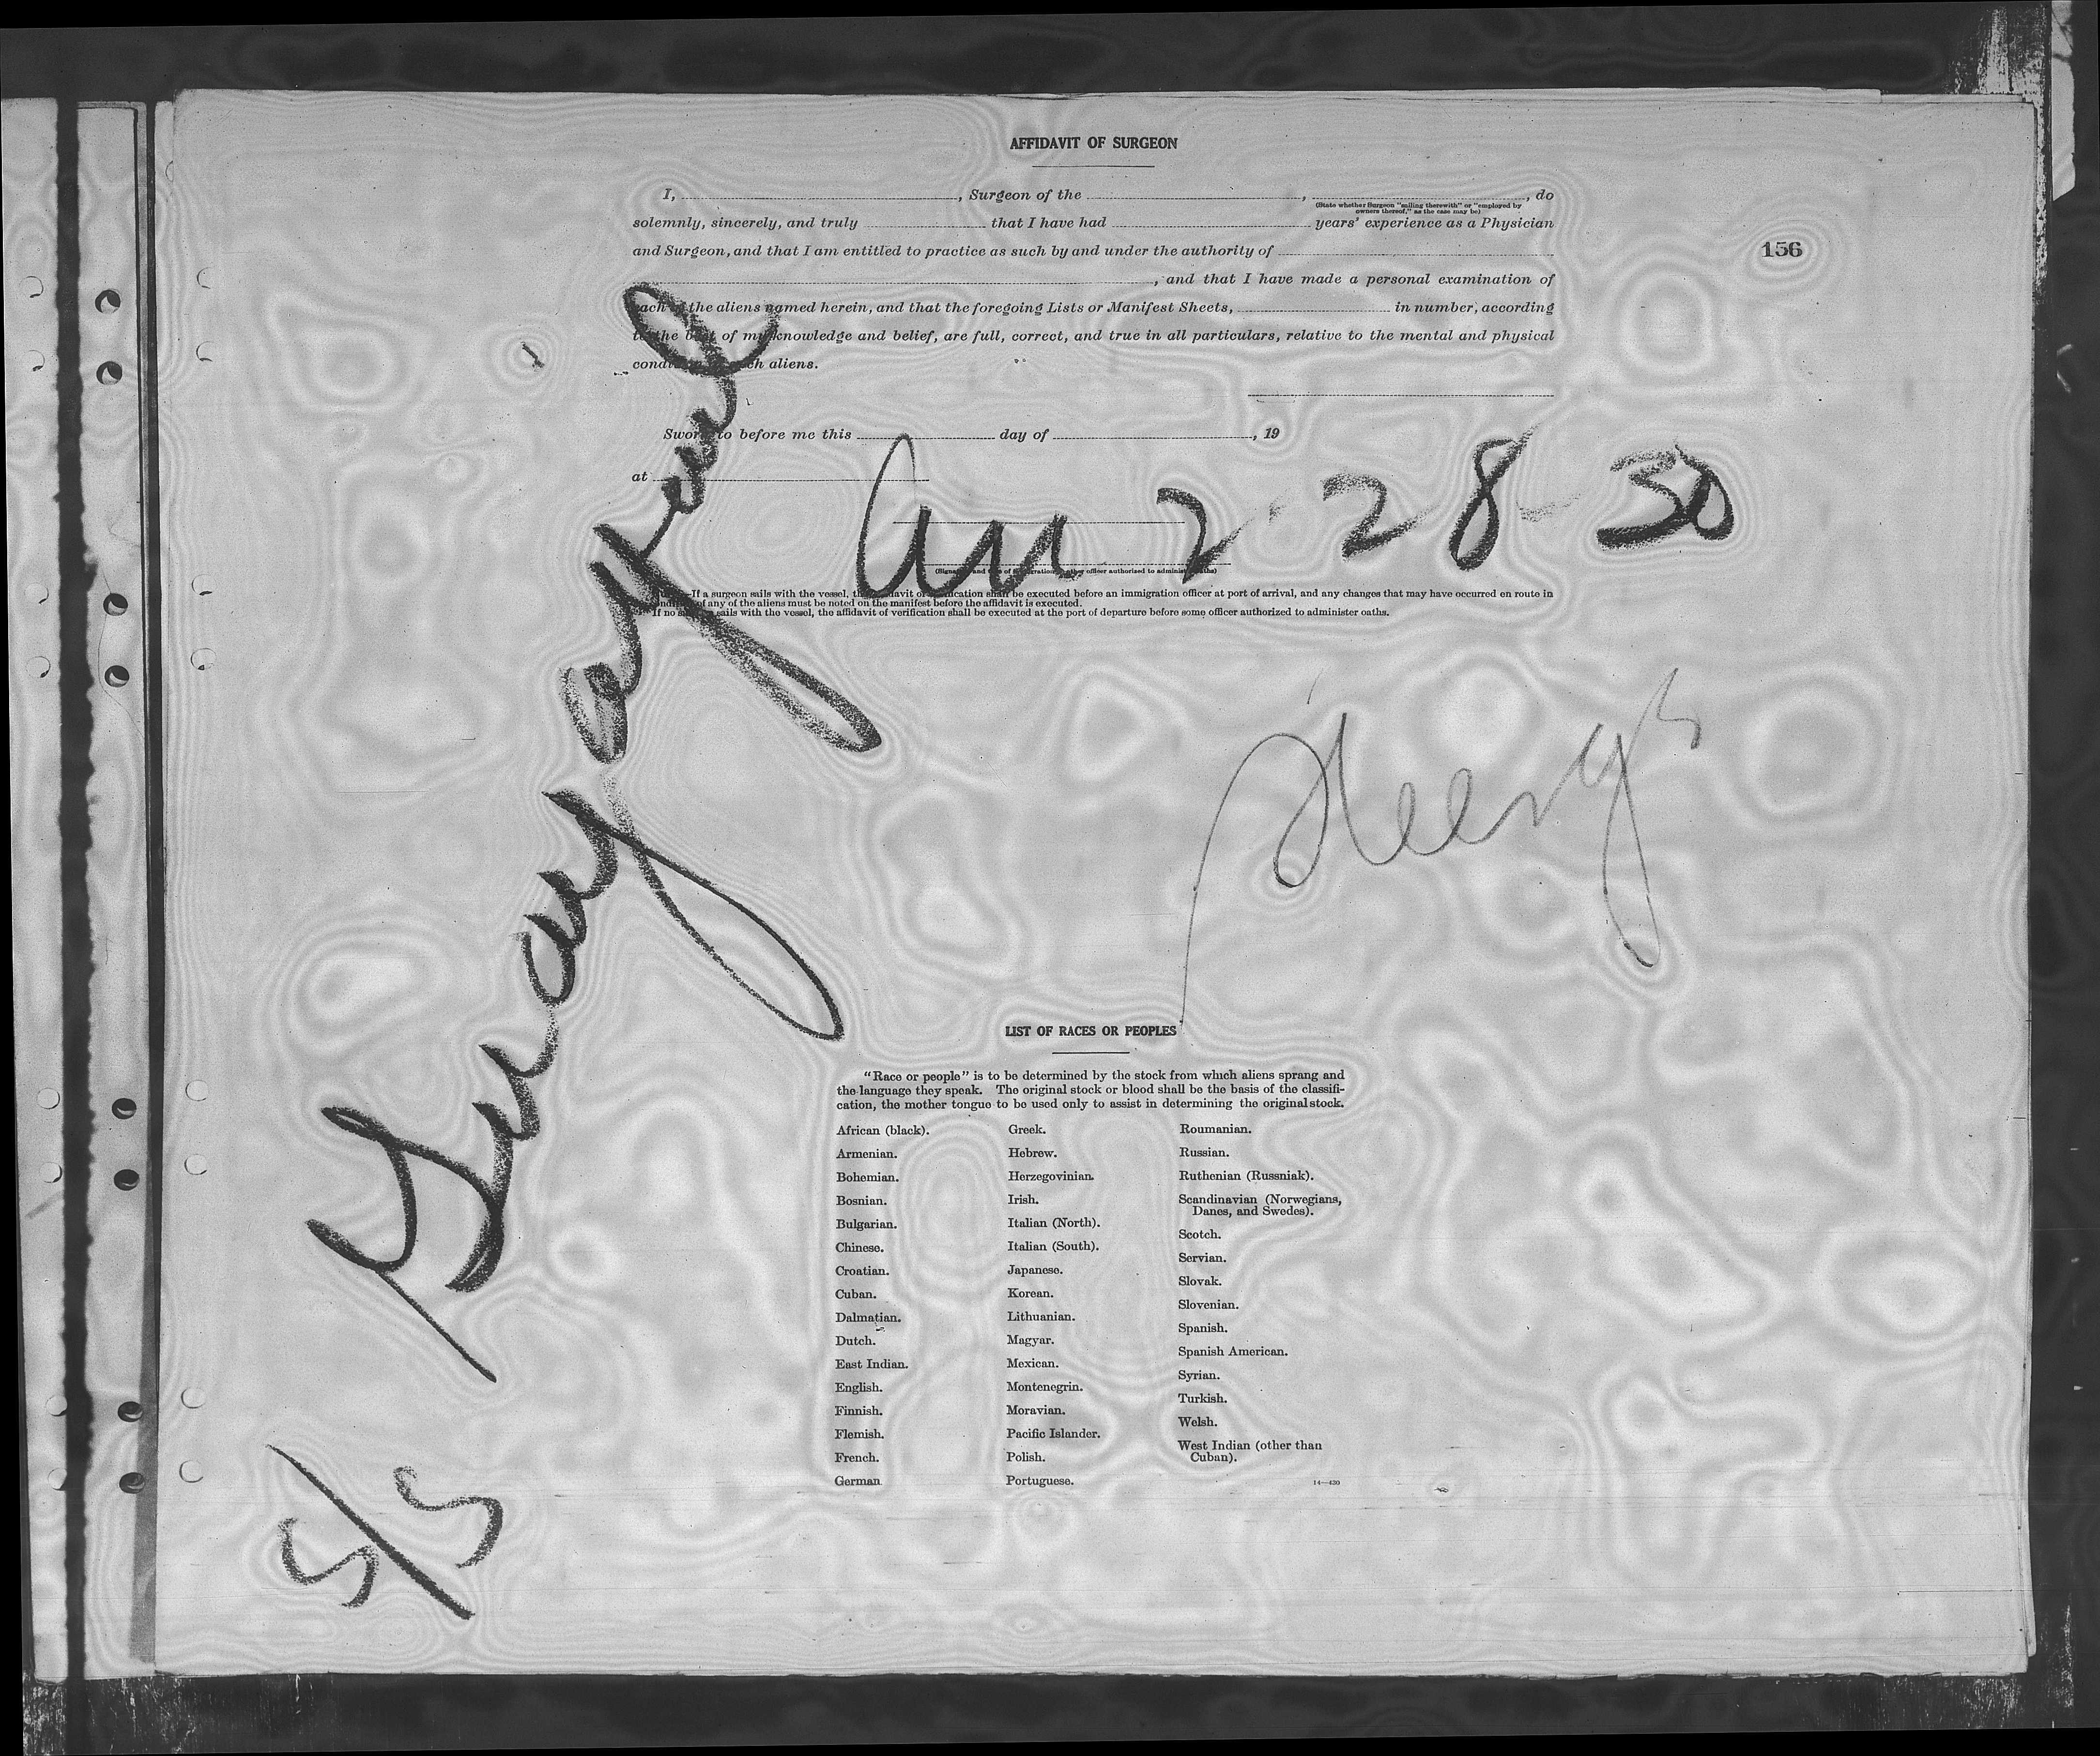 AFFIDAVIT OF SURGEON
I, , Surgeon of the , , do
(State whether Surgeon "sailing therewith" or "employed by
owners thereof," as the case may be)
solemnly, sincerely, and truly that I have had years' experience as a Physician
and Surgeon, and that I am entitled to practice as such by and under the authority of
156
, and that I have made a personal examination of
the aliens named herein, and that the foregoing Lists or Manifest Sheets, in number, according
the of my knowledge and belief, are full, correct, and true in all particulars, relative to the mental and physical
aliens.
Sworn to before me this day of , 19
at
Guayaquil
Arr 2-28-30
officer authorized to administer
If a surgeon sails with the vessel, the shall be executed before an immigration officer at port of arrival, and any changes that may have occurred en route in
of any of the aliens must be noted on the manifest before the affidavit is executed.
If no sails with the vessel, the affidavit of verification shall be executed at the port of departure before some officer authorized to administer oaths.
LIST OF RACES OR PEOPLES
"Race or people" is to be determined by the stock from which aliens sprang and
the language they speak. The original stock or blood shall be the basis of the classifi-
cation, the mother tongue to be used only to assist in determining the original stock.
African (black).
Armenian.
Bohemian.
Bosnian.
Bulgarian.
Chinese.
Croatian.
Cuban.
Dalmatian.
Dutch.
East Indian.
English.
Finnish.
Flemish.
French.
German
Greek.
Hebrew.
Herzegovinian.
Irish.
Italian (North).
Italian (South).
Japanese.
Korean.
Lithuanian.
Magyar.
Mexican.
Montenegrin.
Moravian.
Pacific Islander.
Polish.
Portuguese.
Roumanian.
Russian.
Ruthenian (Russniak).
Scandinavian (Norwegians,
Danes, and Swedes).
Scotch.
Servian.
Slovak.
Slovenian.
Spanish.
Spanish American.
Syrian.
Turkish.
Welsh.
West Indian (other than
Cuban).
14—430
S/S